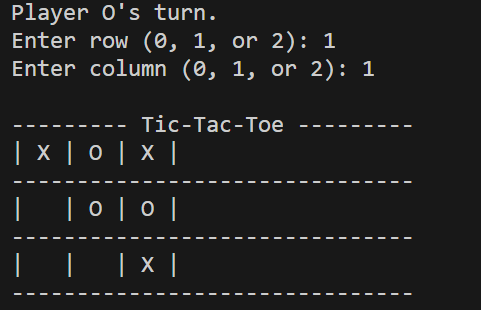 Player O's turn.
Enter row (0, 1, or 2): 1
Enter column (0, 1, or 2): 1
--------- Tic-Tac-Toe ---------
| X | O | X |
-------------------------------
|   | O | O |
-------------------------------
|   |   | X |
-------------------------------